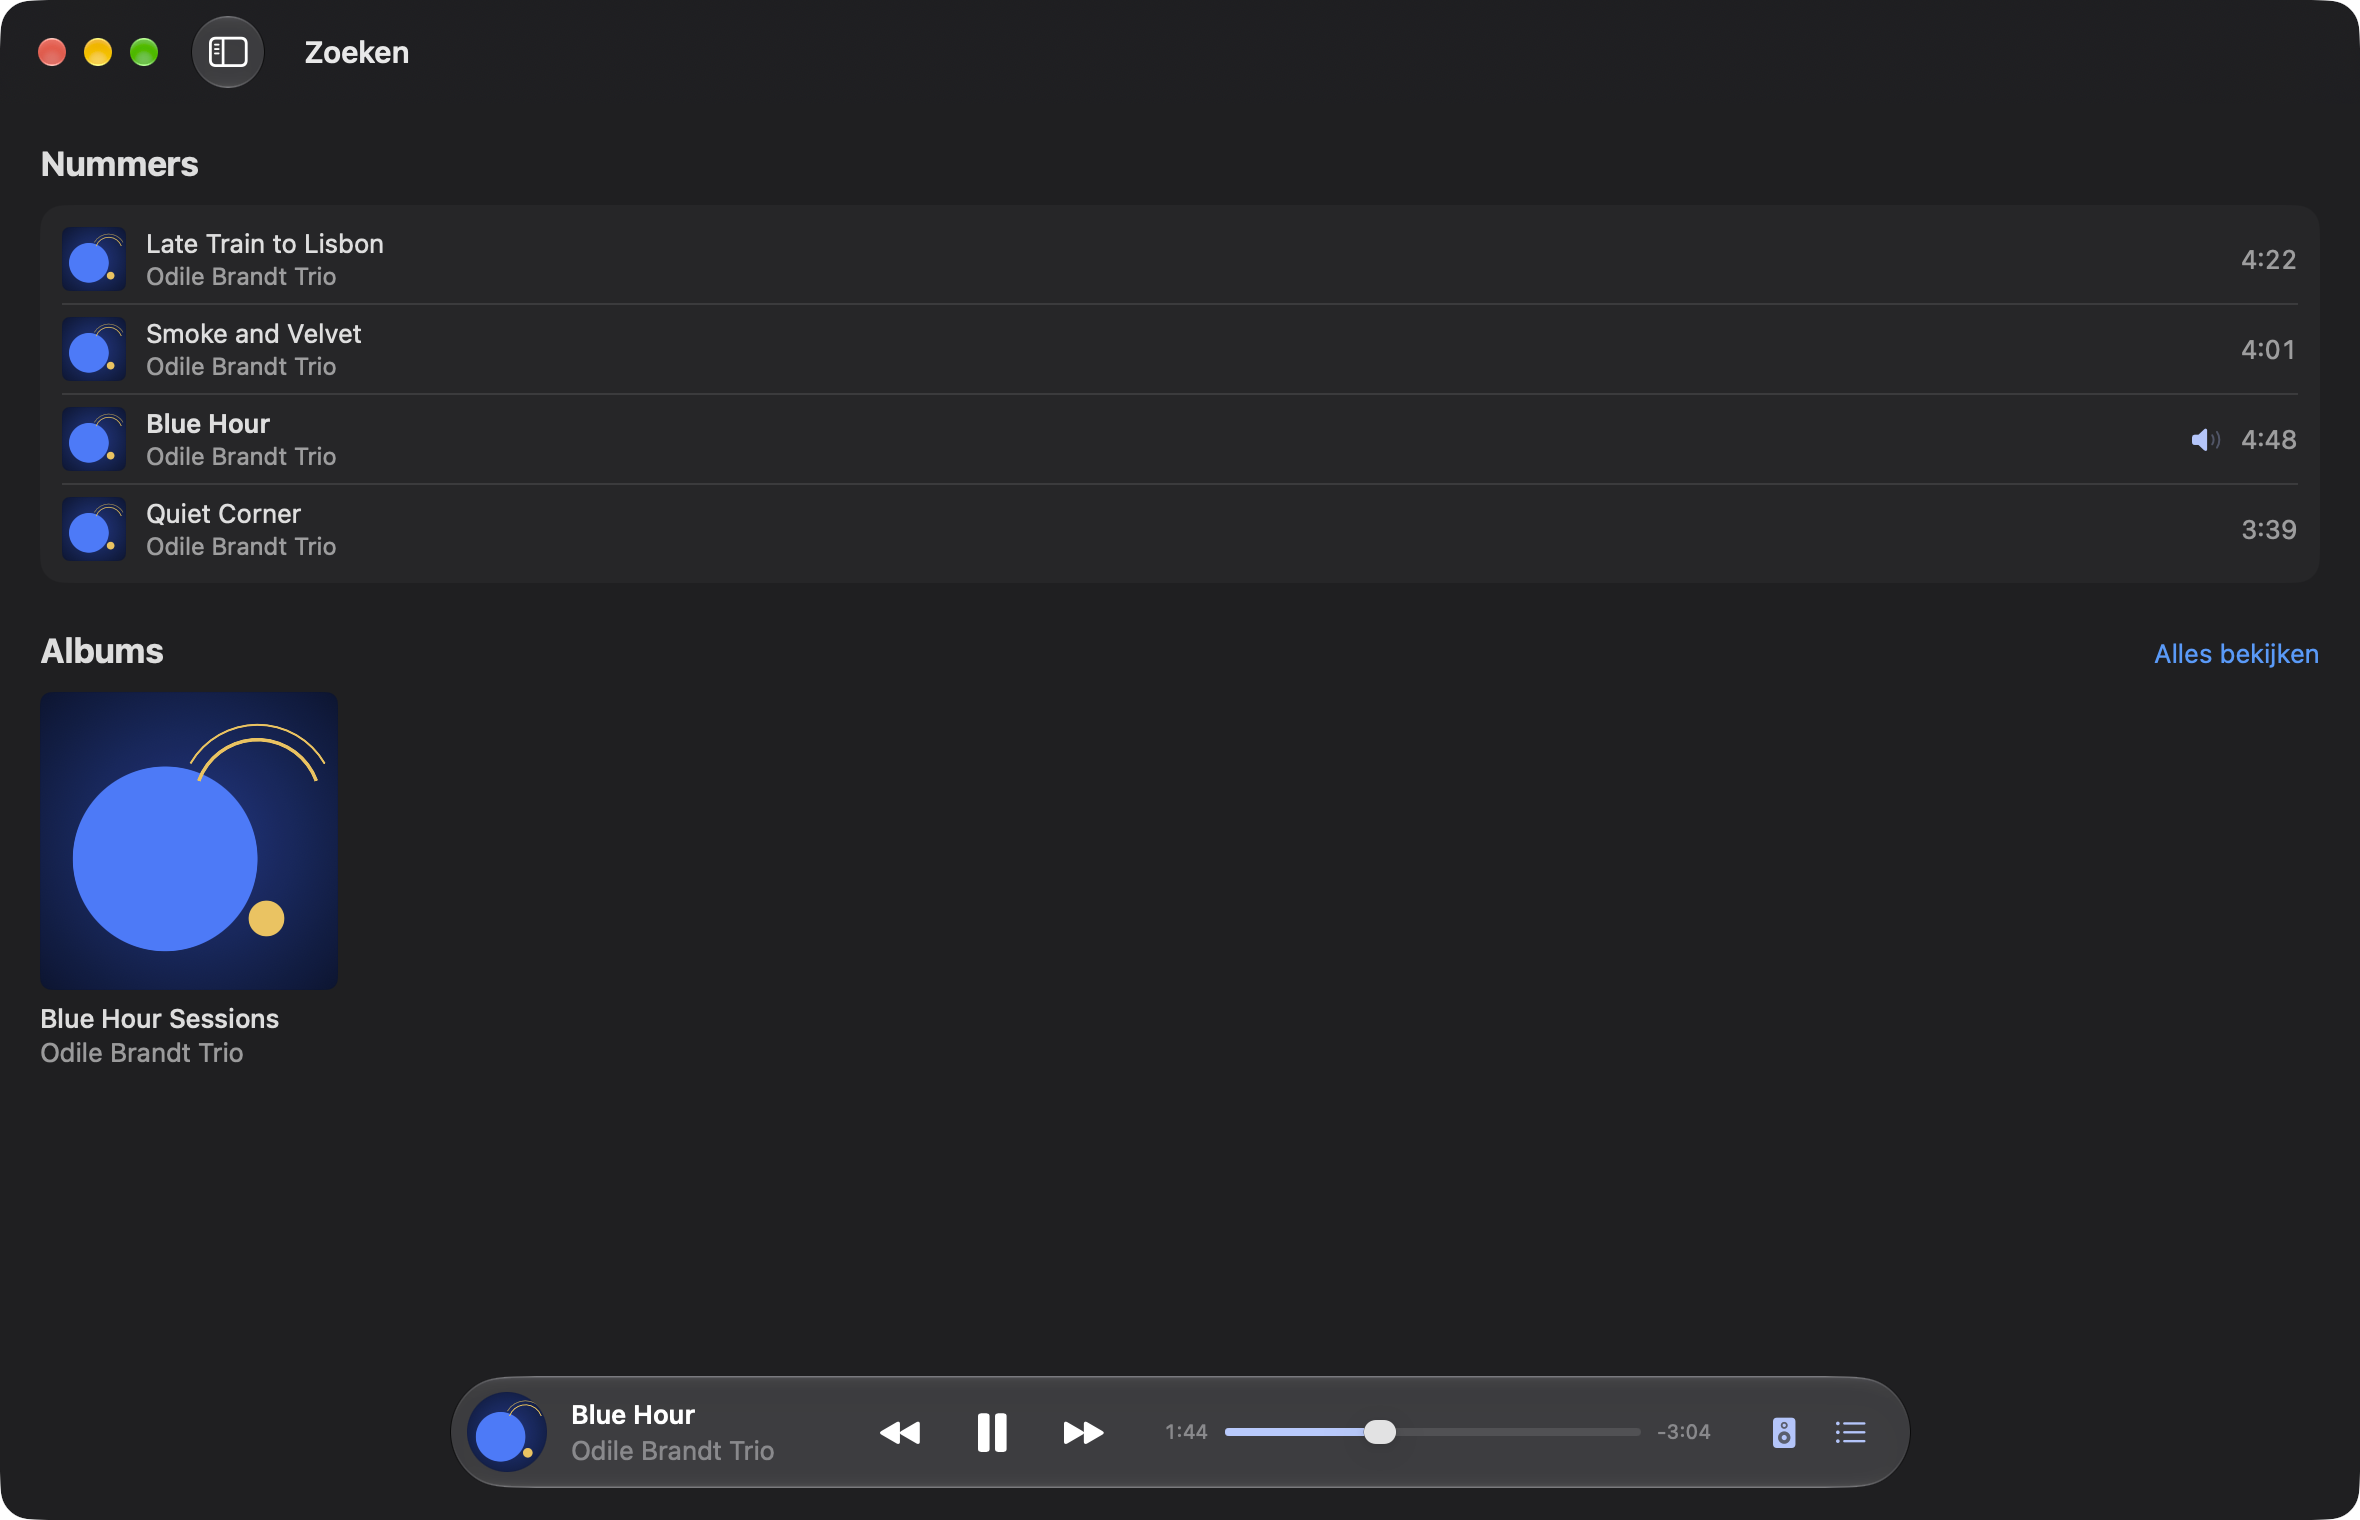 Zoeken
Nummers
Late Train to Lisbon
Odile Brandt Trio
4:22
Smoke and Velvet
Odile Brandt Trio
4:01
Blue Hour
Odile Brandt Trio
4:48
Quiet Corner
Odile Brandt Trio
3:39
Albums
Alles bekijken
Blue Hour Sessions
Odile Brandt Trio
Blue Hour
Odile Brandt Trio
1:44
-3:04